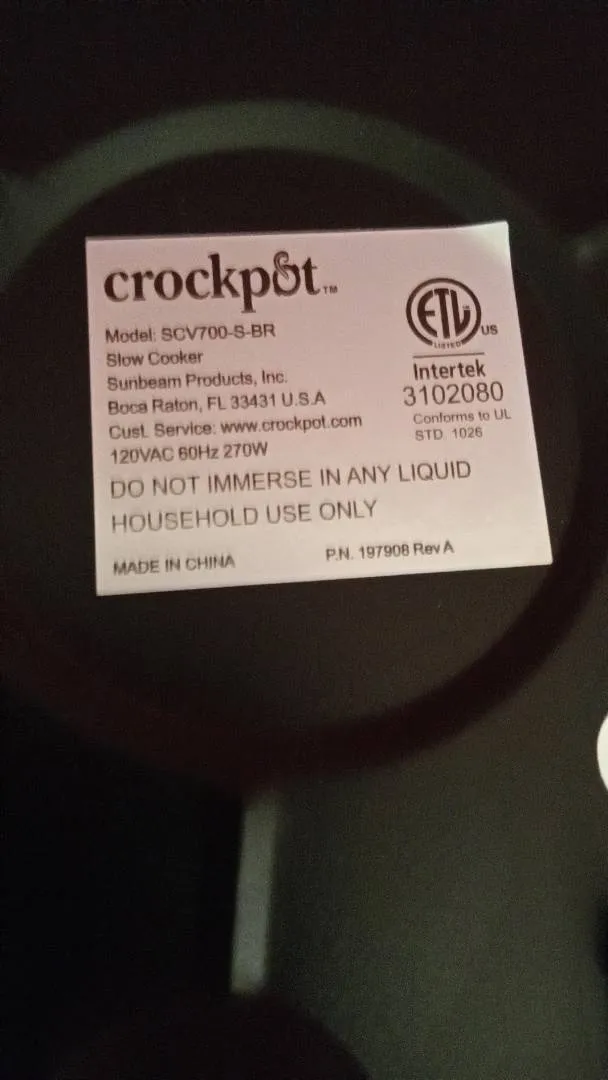 crockpot™
Model: SCV700-S-BR
Slow Cooker
Sunbeam Products, Inc.
Boca Raton, FL 33431 U.S.A
Cust. Service: www.crockpot.com
120VAC 60Hz 270W
ETL
LISTED
US
Intertek
3102080
Conforms to UL
STD. 1026
DO NOT IMMERSE IN ANY LIQUID
HOUSEHOLD USE ONLY
MADE IN CHINA
P.N. 197908 Rev A